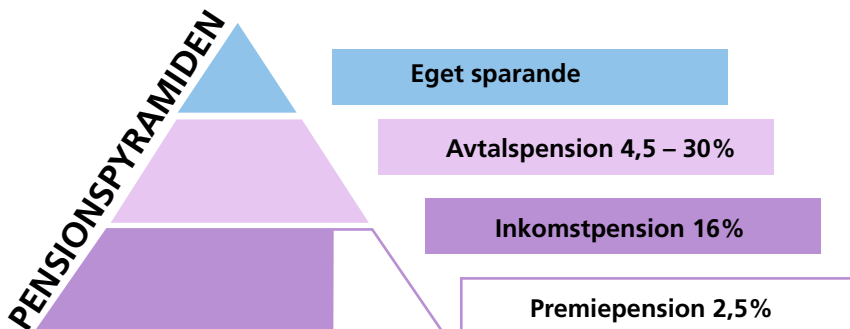 PENSIONSPYRAMIDEN
Eget sparande
Avtalspension 4,5 – 30%
Inkomstpension 16%
Premiepension 2,5%